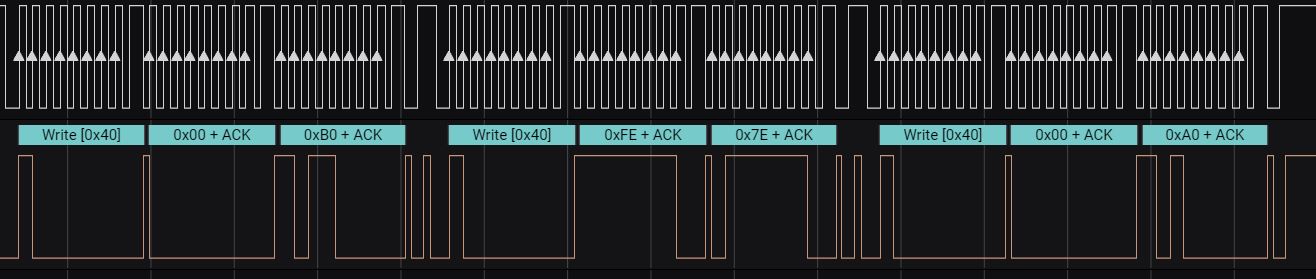 Write [0x40] 0x00 + ACK 0xB0 + ACK Write [0x40] 0xFE + ACK 0x7E + ACK Write [0x40] 0x00 + ACK 0xA0 + ACK